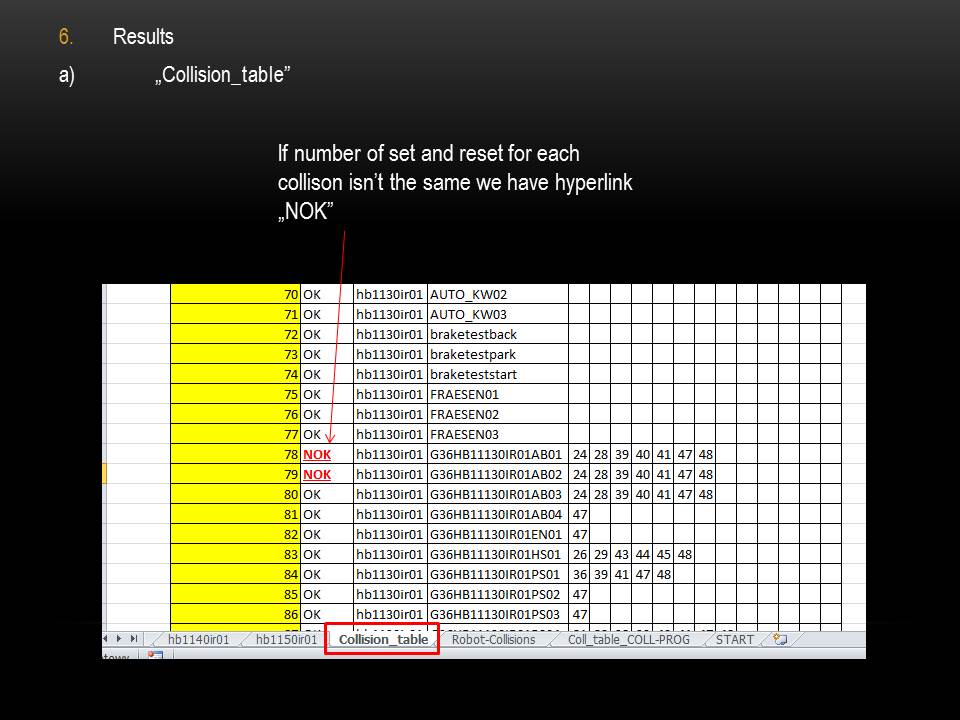 6. Results
a) „Collision_table”
If number of set and reset for each
collison isn’t the same we have hyperlink
„NOK”
70 OK hb1130ir01 AUTO_KW02
71 OK hb1130ir01 AUTO_KW03
72 OK hb1130ir01 braketestback
73 OK hb1130ir01 braketestpark
74 OK hb1130ir01 braketeststart
75 OK hb1130ir01 FRAESEN01
76 OK hb1130ir01 FRAESEN02
77 OK hb1130ir01 FRAESEN03
78 NOK hb1130ir01 G36HB11130IR01AB01 24 28 39 40 41 47 48
79 NOK hb1130ir01 G36HB11130IR01AB02 24 28 39 40 41 47 48
80 OK hb1130ir01 G36HB11130IR01AB03 24 28 39 40 41 47 48
81 OK hb1130ir01 G36HB11130IR01AB04 47
82 OK hb1130ir01 G36HB11130IR01EN01 47
83 OK hb1130ir01 G36HB11130IR01HS01 26 29 43 44 45 48
84 OK hb1130ir01 G36HB11130IR01PS01 36 39 41 47 48
85 OK hb1130ir01 G36HB11130IR01PS02 47
86 OK hb1130ir01 G36HB11130IR01PS03 47
hb1140ir01 hb1150ir01 Collision_table Robot-Collisions Coll_table_COLL-PROG START